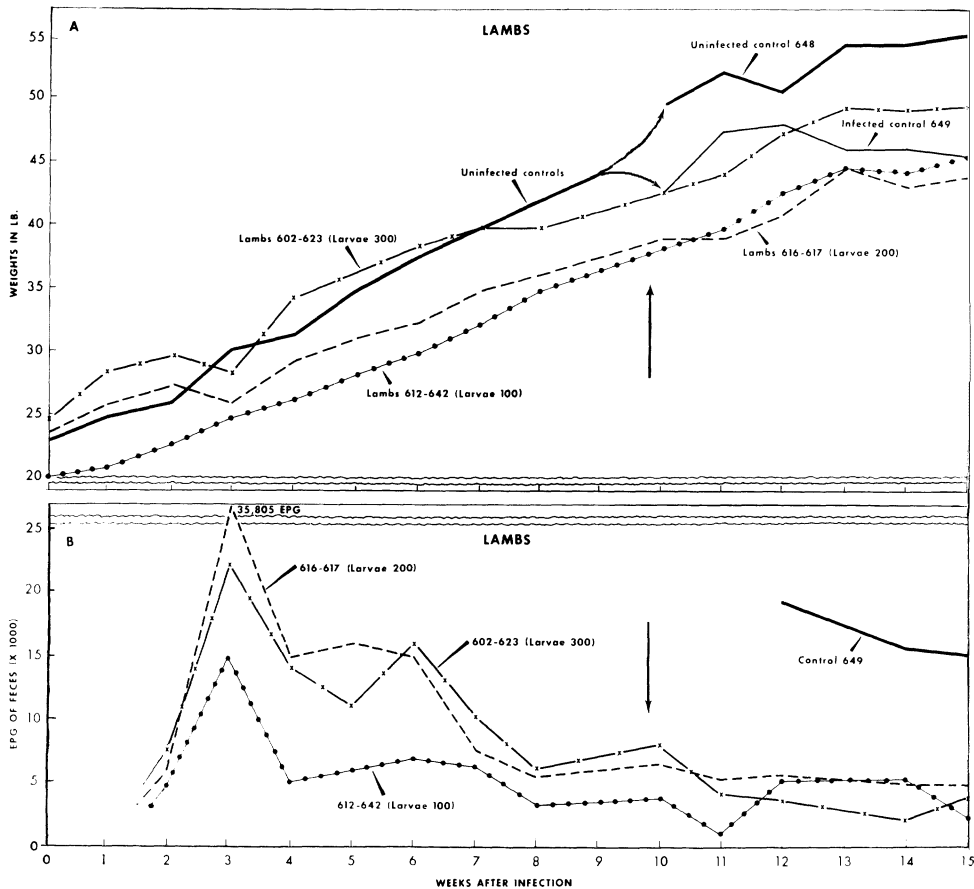 A
LAMBS
55
50
45
40
35
30
25
20
WEIGHTS IN LB.
Uninfected control 648
Infected control 649
Uninfected controls
Lambs 602-623 (Larvae 300)
Lambs 616-617 (Larvae 200)
Lambs 612-642 (Larvae 100)
B
LAMBS
35,805 EPG
25
20
15
10
5
0
EPG OF FECES (X 1000)
616-617 (Larvae 200)
602-623 (Larvae 300)
Control 649
612-642 (Larvae 100)
0 1 2 3 4 5 6 7 8 9 10 11 12 13 14 15
WEEKS AFTER INFECTION